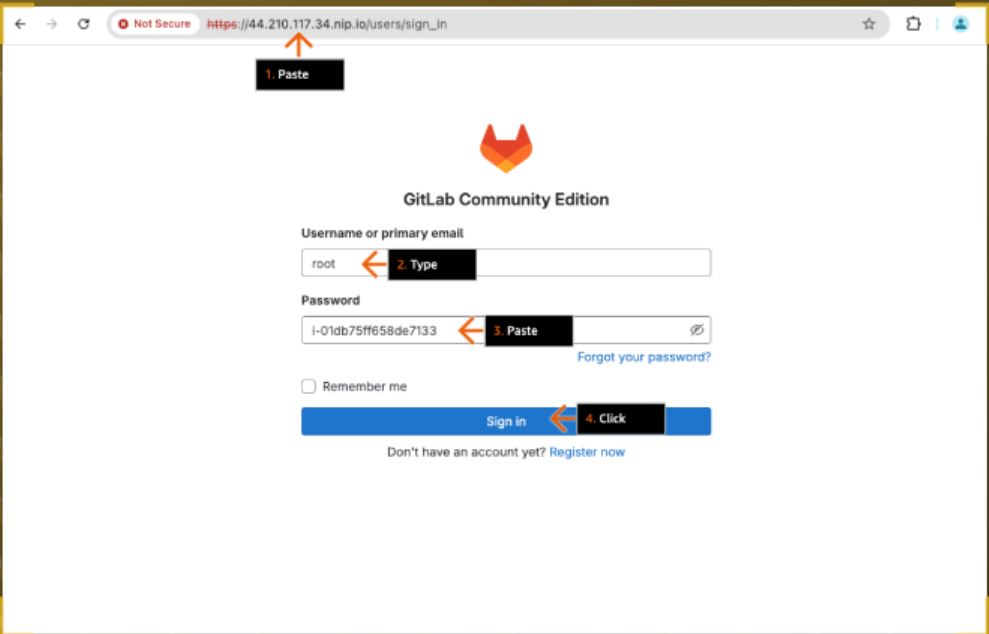 Not Secure https://44.210.117.34.nip.io/users/sign_in
1. Paste
GitLab Community Edition
Username or primary email
root
2. Type
Password
i-01db75ff658de7133
3. Paste
Forgot your password?
Remember me
Sign in
4. Click
Don't have an account yet? Register now